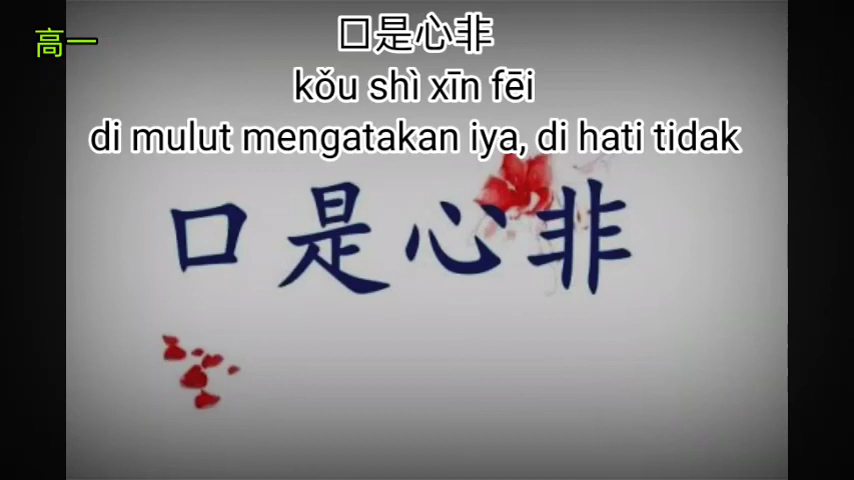 高一
口是心非
kǒu shì xīn fēi
di mulut mengatakan iya, di hati tidak
口是心非